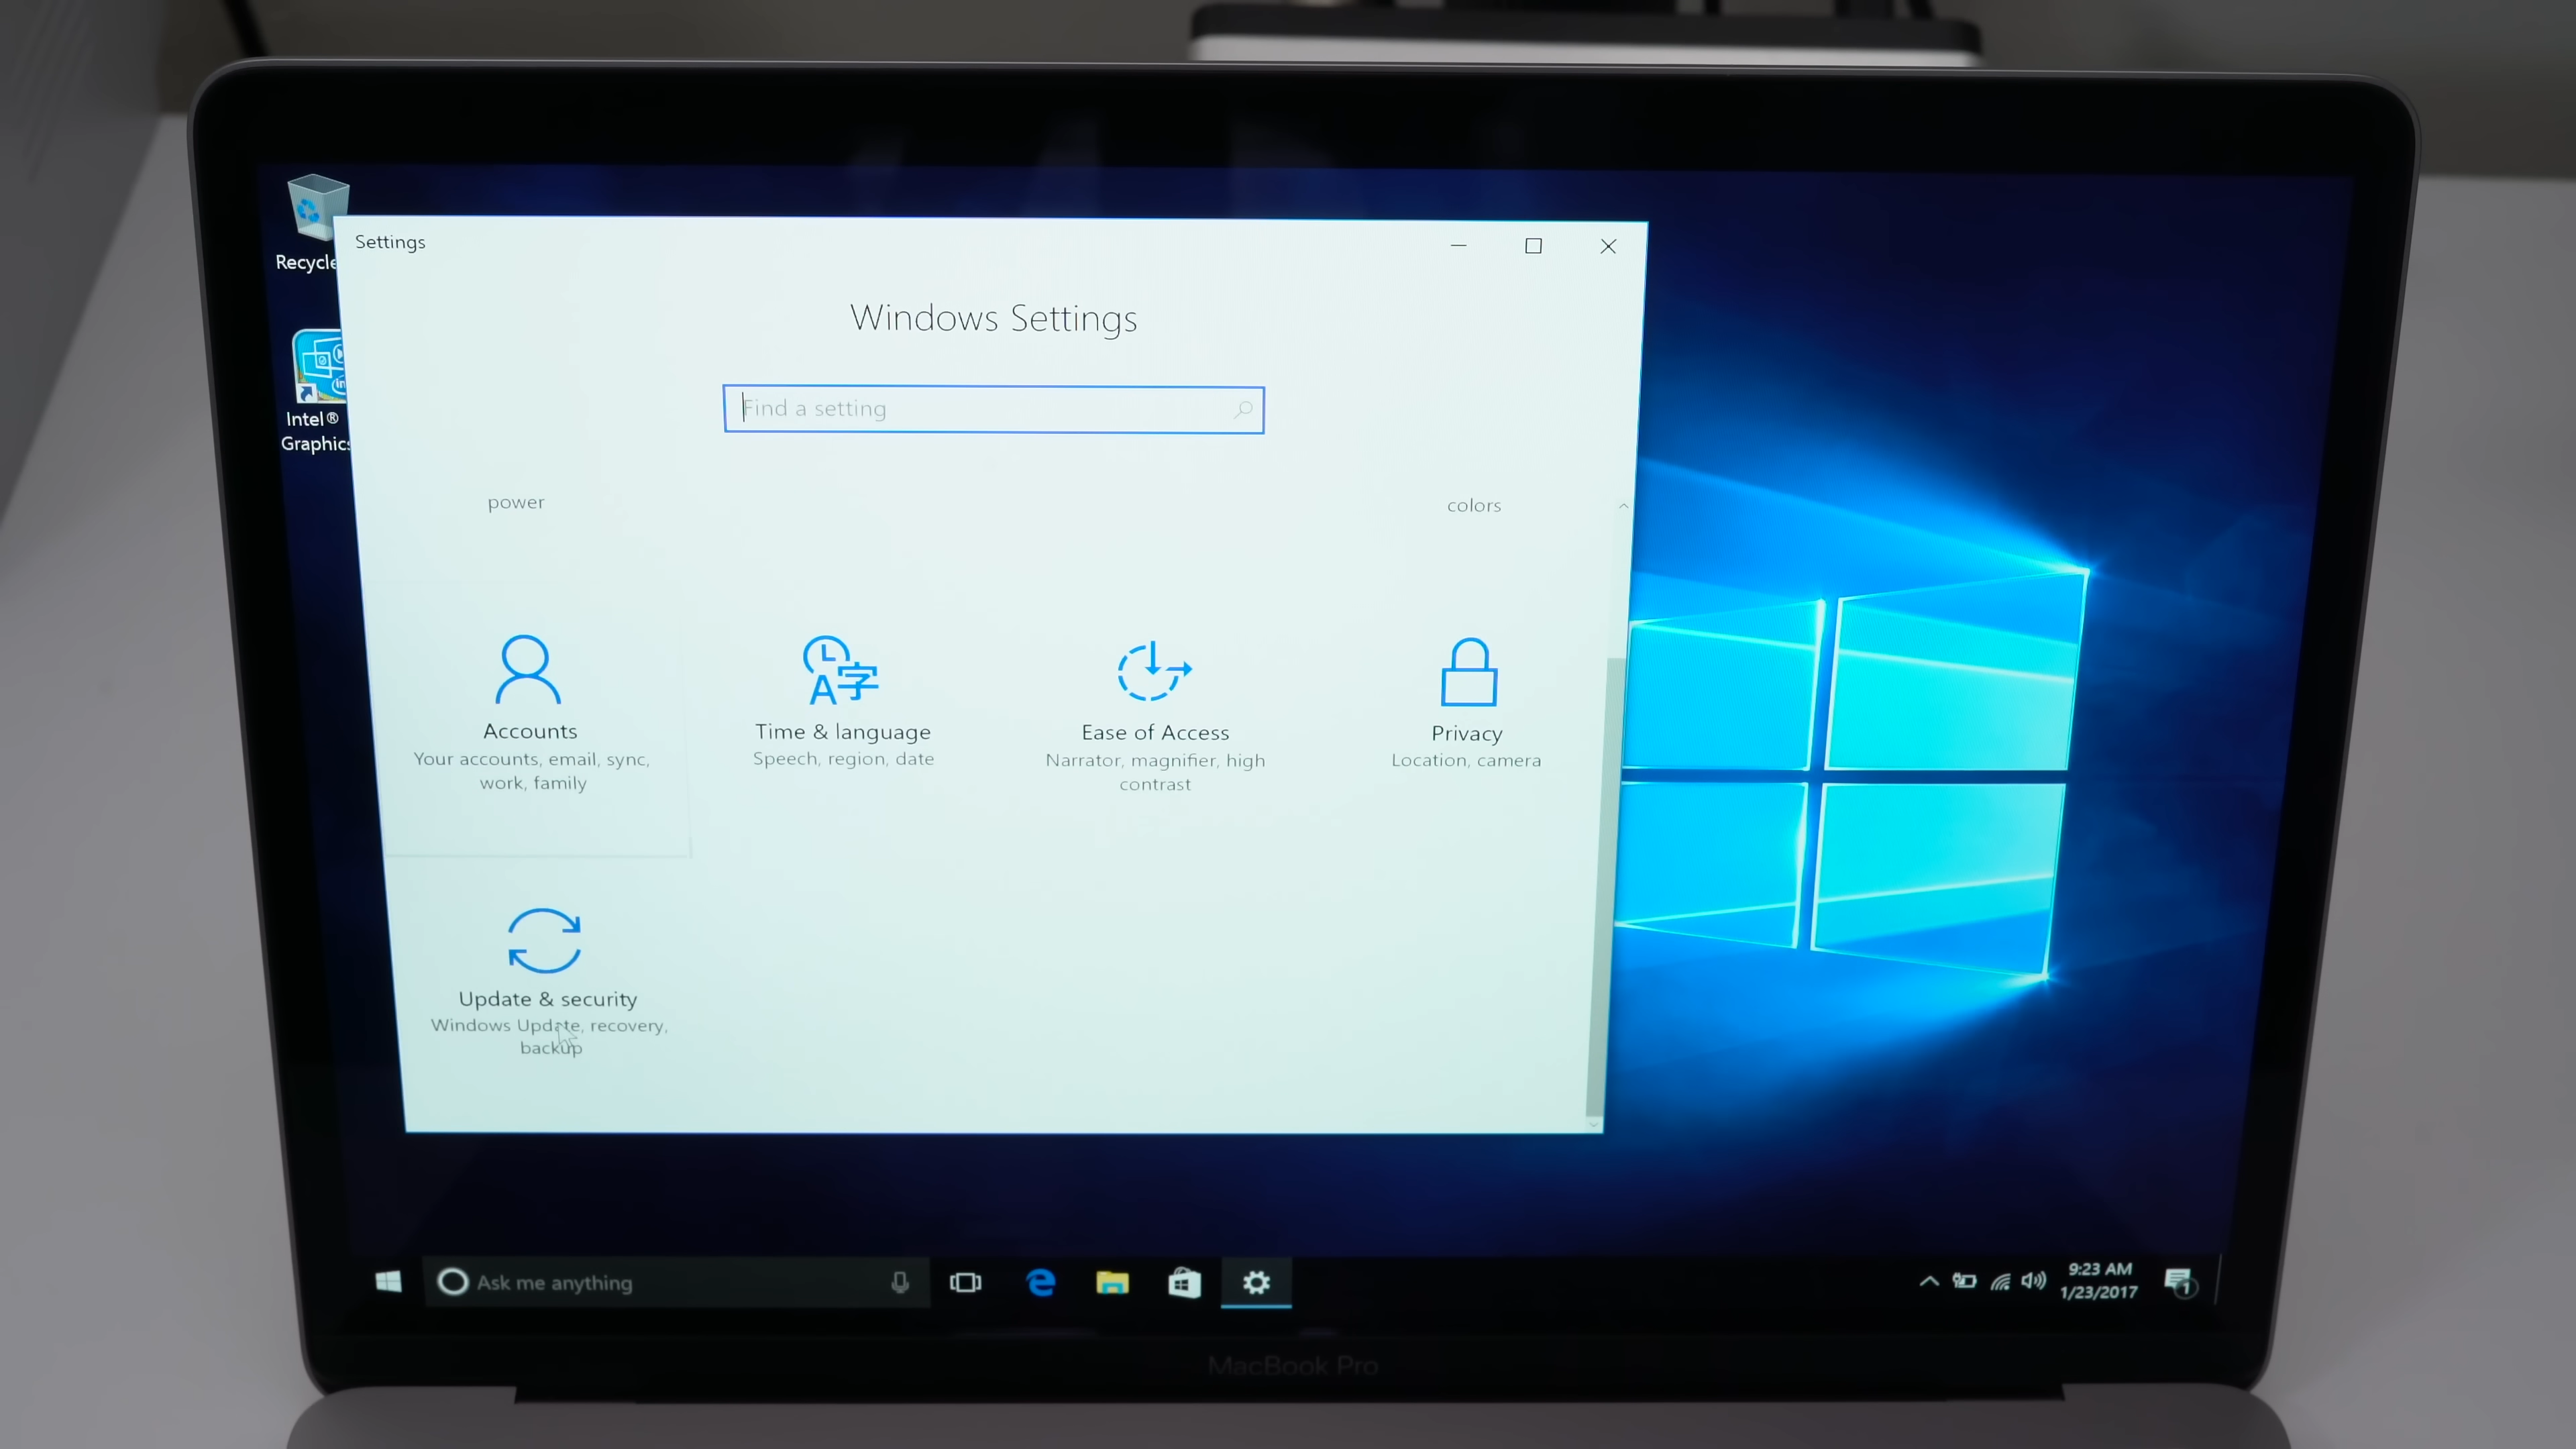 Recycle
Intel®
Graphics
Settings
Windows Settings
Find a setting
power
colors
Accounts
Your accounts, email, sync,
work, family
Time & language
Speech, region, date
Ease of Access
Narrator, magnifier, high
contrast
Privacy
Location, camera
Update & security
Windows Update, recovery,
backup
Ask me anything
9:23 AM
1/23/2017
1
MacBook Pro